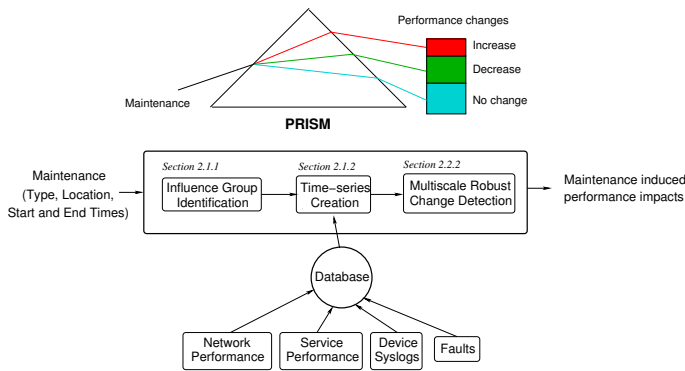 Performance changes
Increase
Decrease
No change
Maintenance
PRISM
Section 2.1.1
Section 2.1.2
Section 2.2.2
Maintenance
(Type, Location,
Start and End Times)
Influence Group
Identification
Time−series
Creation
Multiscale Robust
Change Detection
Maintenance induced
performance impacts
Database
Network
Performance
Service
Performance
Device
Syslogs
Faults